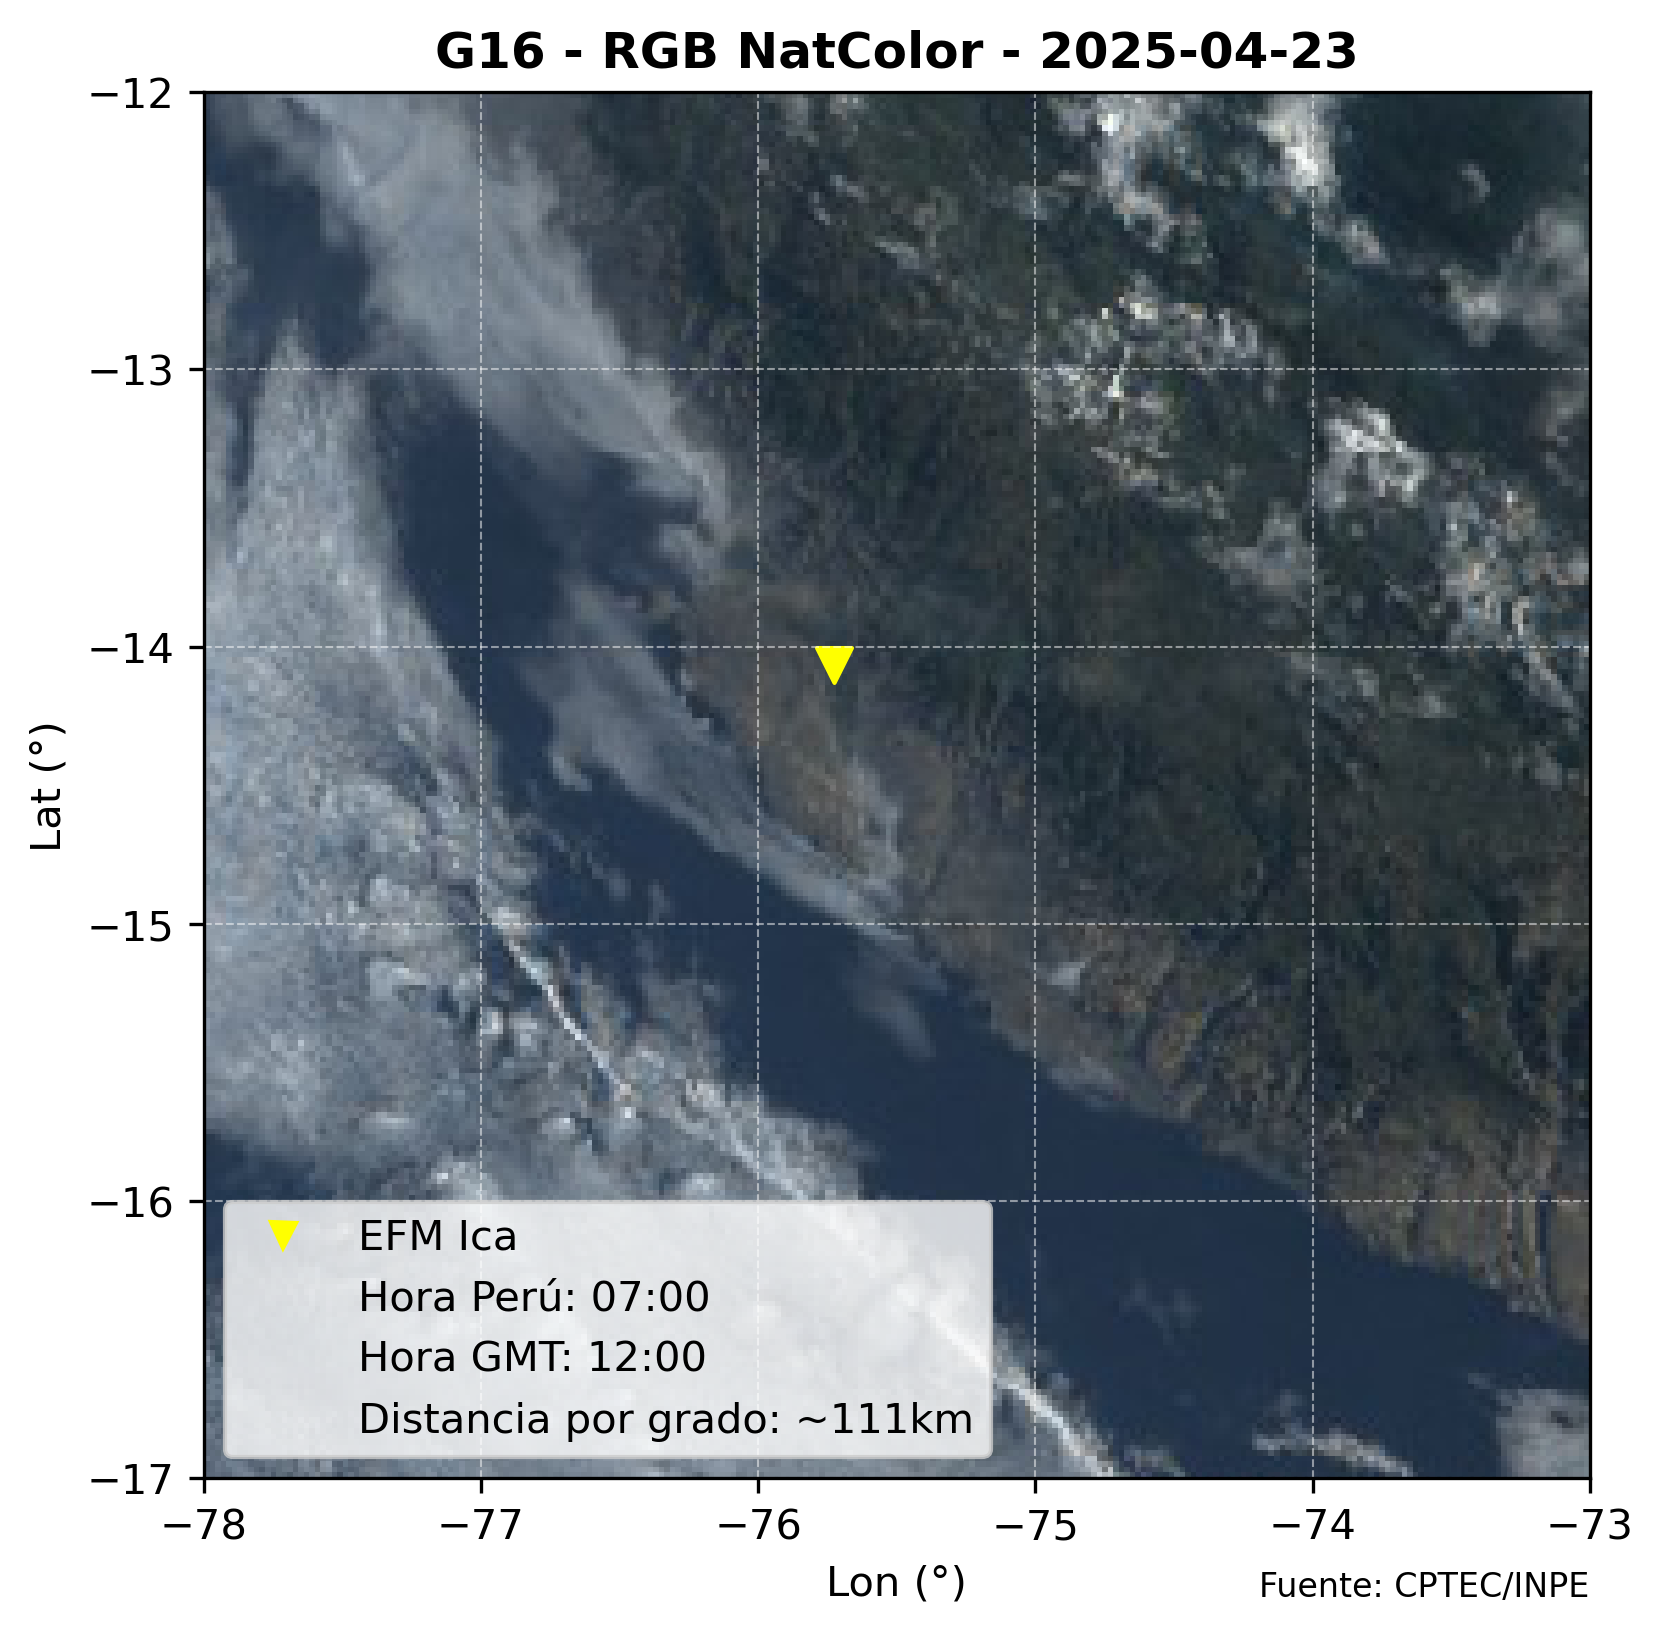 G16 - RGB NatColor - 2025-04-23
−12
−13
−14
−15
−16
−17
Lat (°)
EFM Ica
Hora Perú: 07:00
Hora GMT: 12:00
Distancia por grado: ~111km
−78 −77 −76 −75 −74 −73
Lon (°)
Fuente: CPTEC/INPE